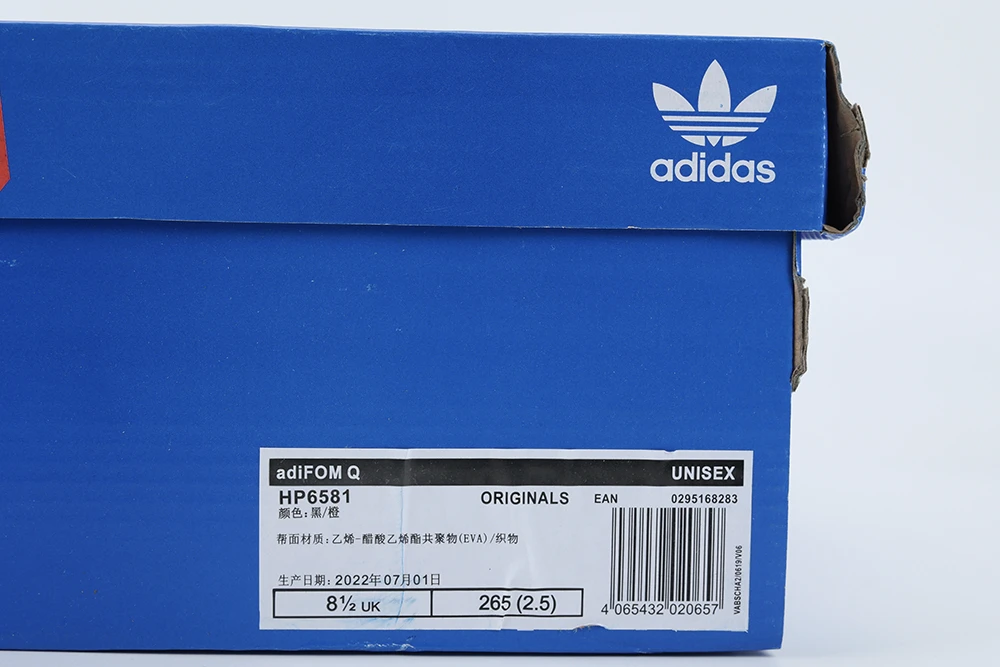 adidas
adiFOM Q UNISEX
HP6581 ORIGINALS EAN 0295168283
颜色:黑/橙
帮面材质:乙烯-醋酸乙烯酯共聚物(EVA)/织物
生产日期:2022年07月01日
8½ UK 265 (2.5)
4 065432 020657
VABSCHA2/0619/V06